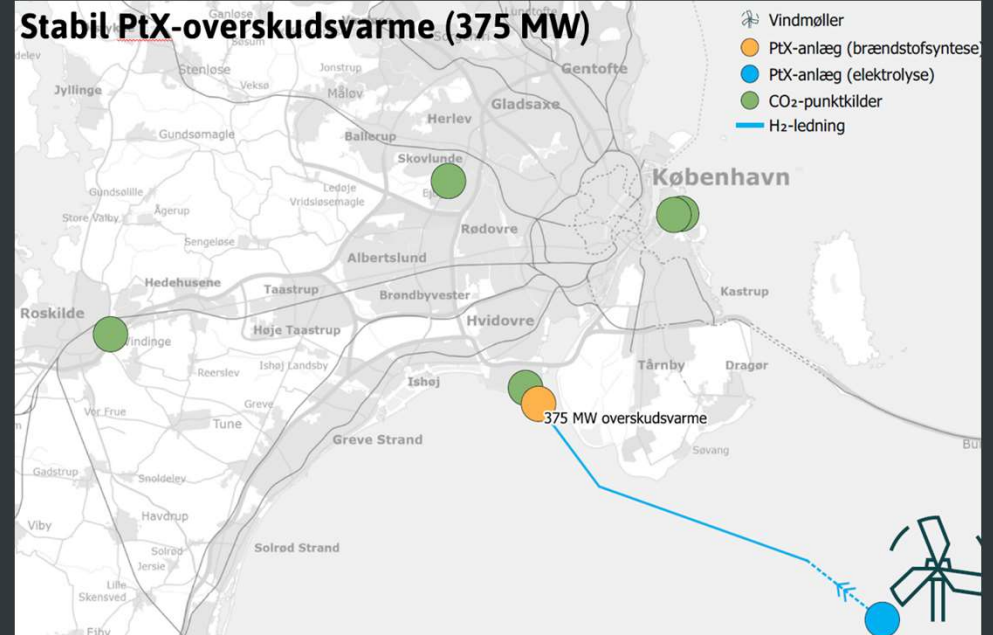 Stabil PtX-overskudsvarme (375 MW)
Vindmøller
PtX-anlæg (brændstofsyntese)
PtX-anlæg (elektrolyse)
CO₂-punktkilder
H₂-ledning
Ganløse
Stenløse
Søsum
Jonstrup
Måløv
Veksø
Jyllinge
Gentofte
Gladsaxe
Herlev
Ballerup
Gundsømagle
Skovlunde
København
Gundsølille
Ledøje
Vridsløsemagle
Store Valby
Ågerup
Rødovre
Sengeløse
Albertslund
Hedehusene
Taastrup
Brøndbyvester
Kastrup
Roskilde
Høje Taastrup
Hvidovre
Vindinge
Reerslev
Ishøj Landsby
Tårnby
Dragør
Ishøj
Vor Frue
Greve
375 MW overskudsvarme
Tune
Greve Strand
Søvang
Gadstrup
Snoldelev
Havdrup
Viby
Solrød
Solrød Strand
Jersie
Lille
Skensved
Ejby